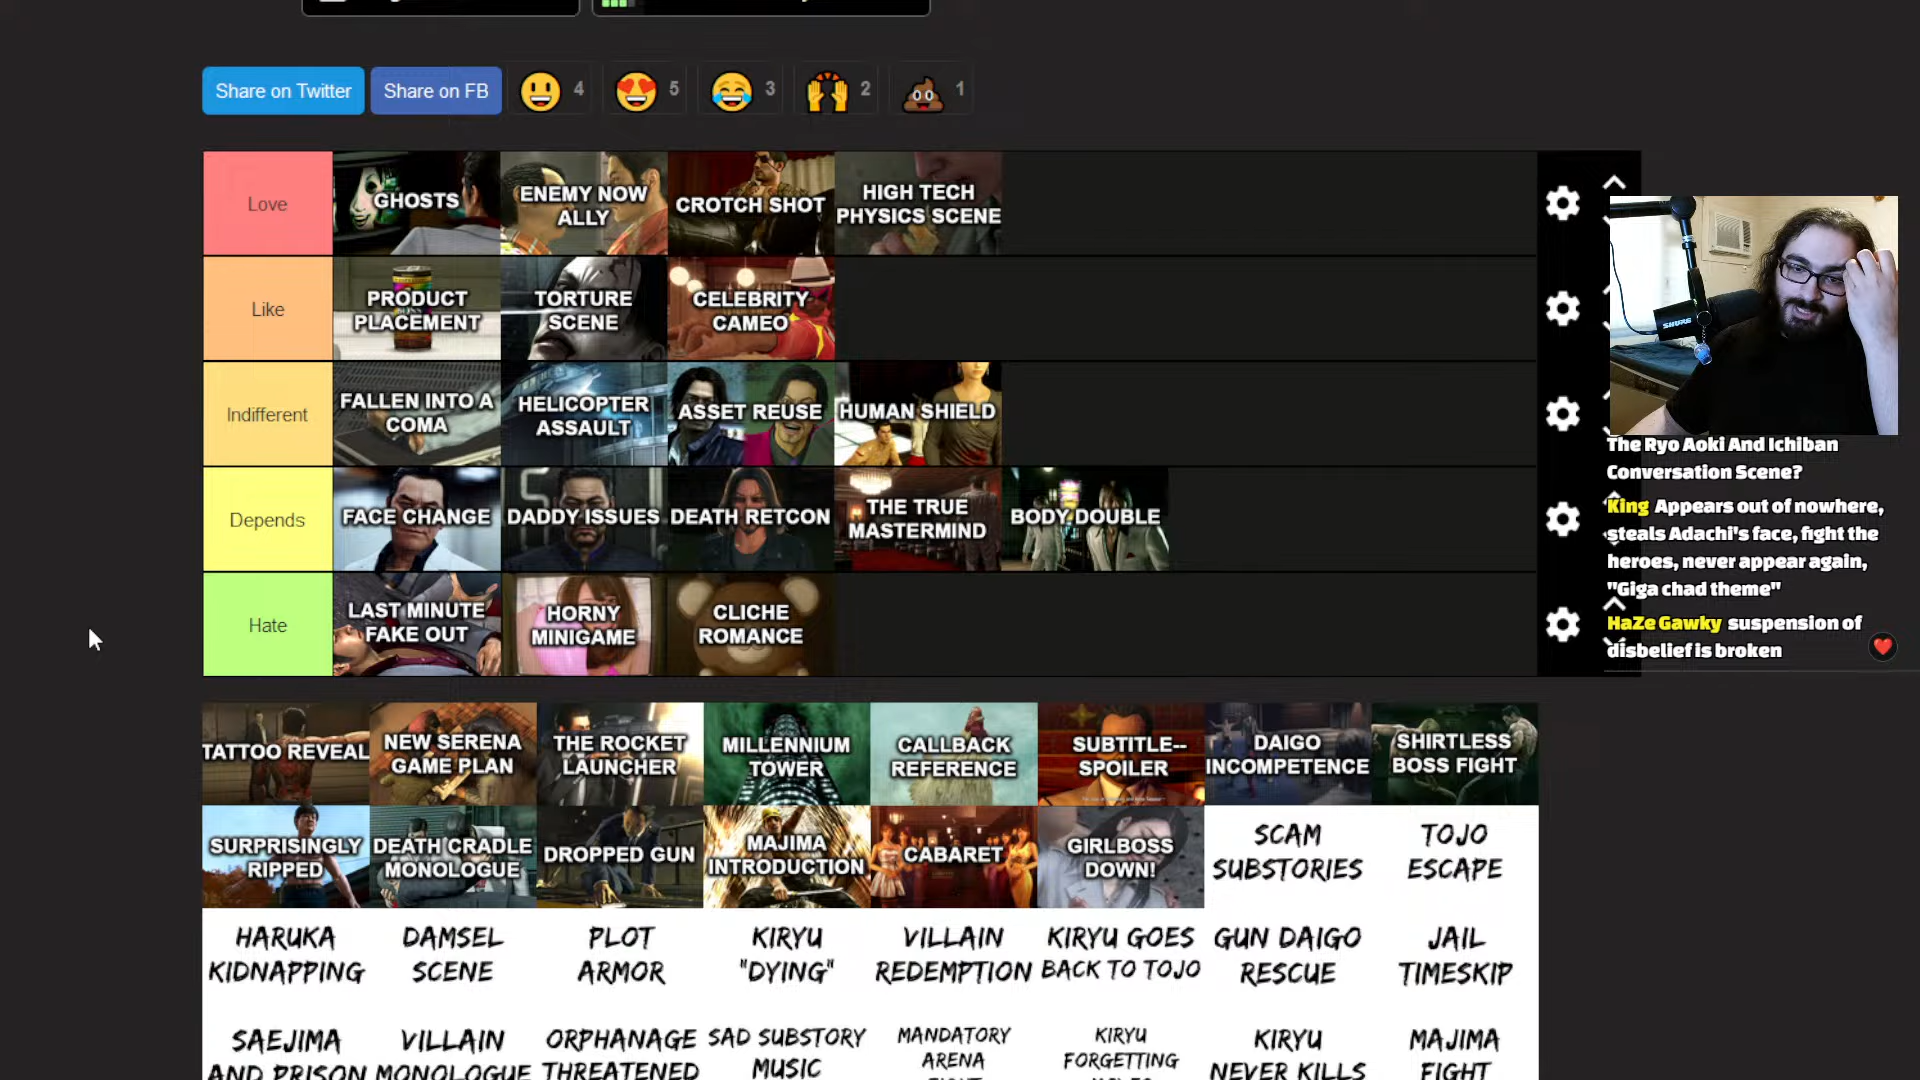 Share on Twitter
Share on FB
4
5
3
2
1
Love
GHOSTS
ENEMY NOW
ALLY
CROTCH SHOT
HIGH TECH
PHYSICS SCENE
Like
PRODUCT
PLACEMENT
TORTURE
SCENE
CELEBRITY
CAMEO
Indifferent
FALLEN INTO A
COMA
HELICOPTER
ASSAULT
ASSET REUSE
HUMAN SHIELD
Depends
FACE CHANGE
DADDY ISSUES
DEATH RETCON
THE TRUE
MASTERMIND
BODY DOUBLE
Hate
LAST MINUTE
FAKE OUT
HORNY
MINIGAME
CLICHE
ROMANCE
SHURE
The Ryo Aoki And Ichiban
Conversation Scene?
King Appears out of nowhere,
steals Adachi's face, fight the
heroes, never appear again,
"Giga chad theme"
HaZe Gawky suspension of
disbelief is broken
TATTOO REVEAL
NEW SERENA
GAME PLAN
THE ROCKET
LAUNCHER
MILLENNIUM
TOWER
CALLBACK
REFERENCE
SUBTITLE--
SPOILER
DAIGO
INCOMPETENCE
SHIRTLESS
BOSS FIGHT
SURPRISINGLY
RIPPED
DEATH CRADLE
MONOLOGUE
DROPPED GUN
MAJIMA
INTRODUCTION
CABARET
GIRLBOSS
DOWN!
SCAM
SUBSTORIES
TOJO
ESCAPE
HARUKA
KIDNAPPING
DAMSEL
SCENE
PLOT
ARMOR
KIRYU
"DYING"
VILLAIN
REDEMPTION
KIRYU GOES
BACK TO TOJO
GUN DAIGO
RESCUE
JAIL
TIMESKIP
SAEJIMA
AND PRISON
VILLAIN
MONOLOGUE
ORPHANAGE
THREATENED
SAD SUBSTORY
MUSIC
MANDATORY
ARENA
KIRYU
FORGETTING
KIRYU
NEVER KILLS
MAJIMA
FIGHT